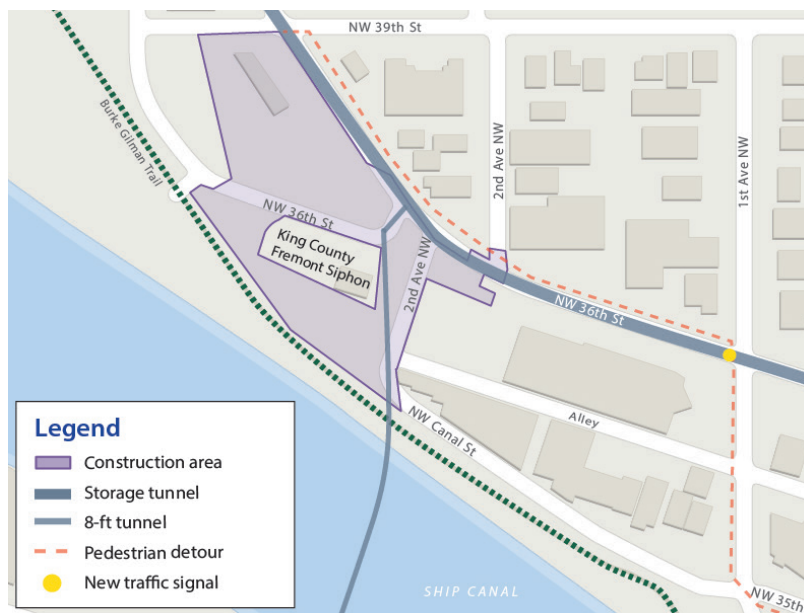 NW 39th St
Burke Gilman Trail
2nd Ave NW
1st Ave NW
NW 36th St
King County
Fremont Siphon
2nd Ave NW
NW 36th St
Alley
NW Canal St
Legend
Construction area
Storage tunnel
8-ft tunnel
Pedestrian detour
New traffic signal
SHIP CANAL
NW 35th